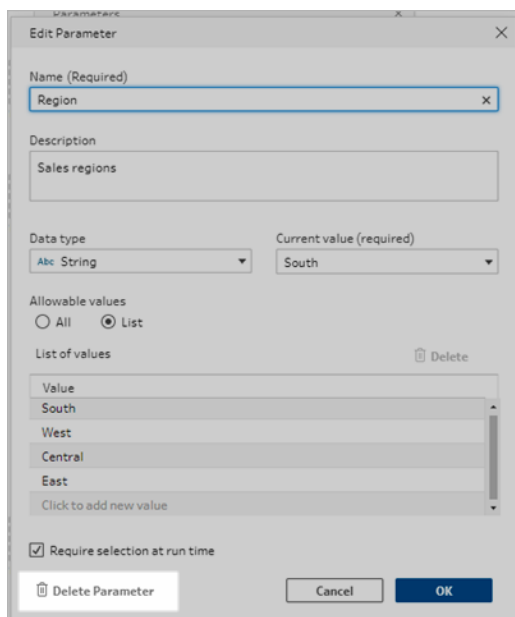 Parameters
Edit Parameter
Name (Required)
Region
Description
Sales regions
Data type
Current value (required)
Abc String
South
Allowable values
All List
List of values
Delete
Value
South
West
Central
East
Click to add new value
Require selection at run time
Delete Parameter
Cancel
OK